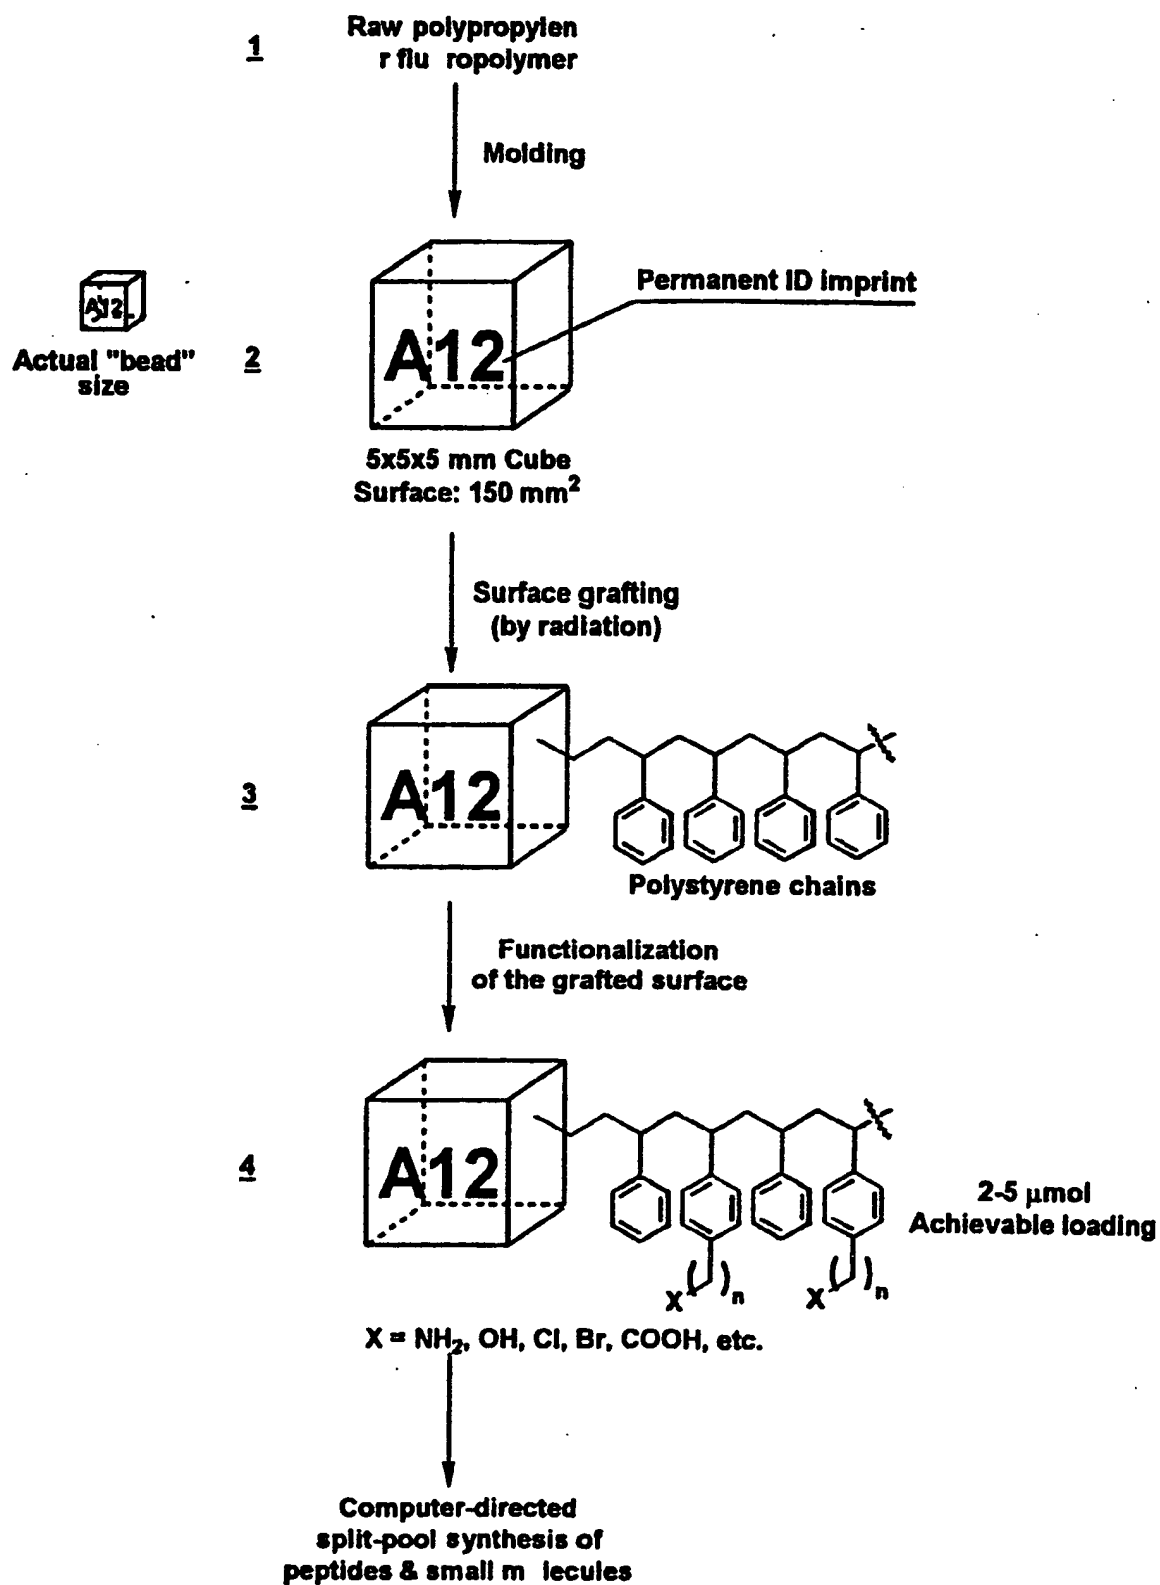 1
Raw polypropylen
r flu ropolymer
Molding
A12
Actual "bead"
size
2
A12
Permanent ID imprint
5x5x5 mm Cube
Surface: 150 mm²
Surface grafting
(by radiation)
3
A12
Polystyrene chains
Functionalization
of the grafted surface
4
A12
2-5 μmol
Achievable loading
X ( )n X ( )n
X = NH₂, OH, Cl, Br, COOH, etc.
Computer-directed
split-pool synthesis of
peptides & small m lecules